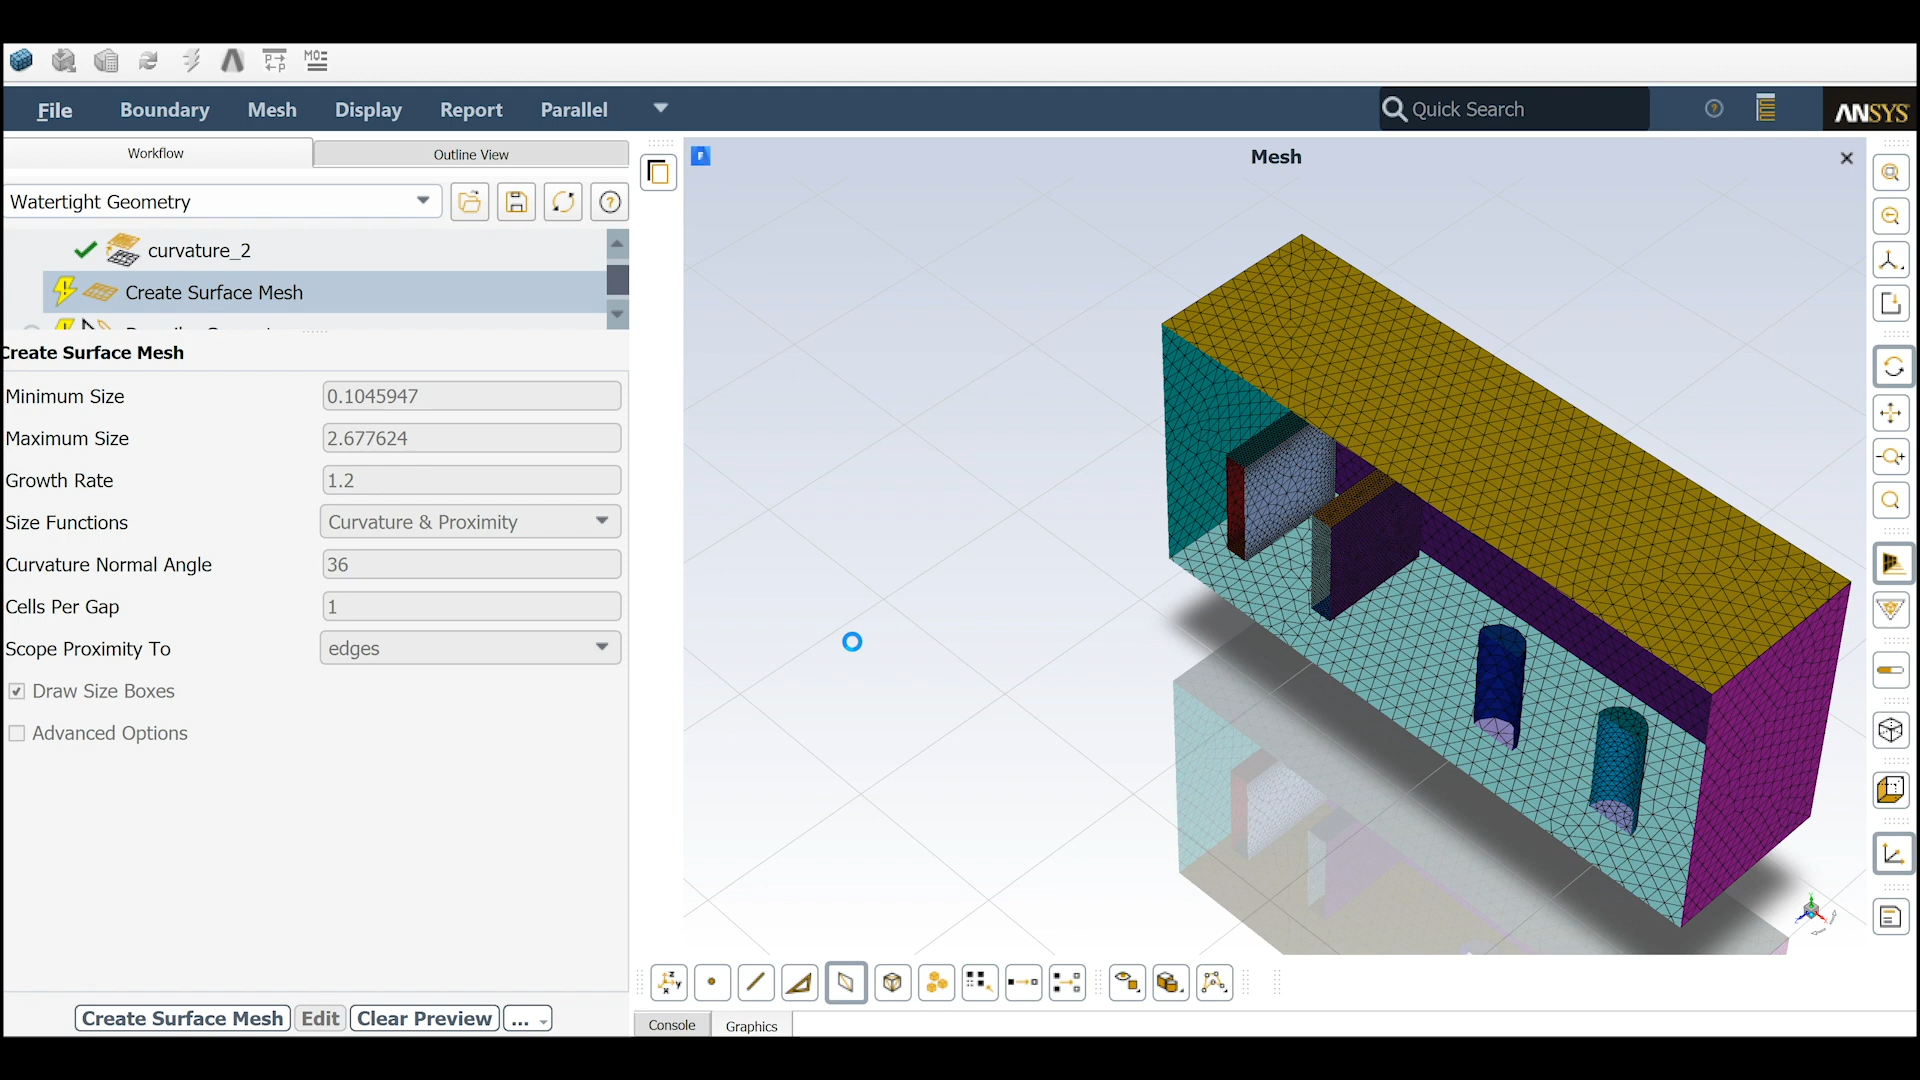 File Boundary Mesh Display Report Parallel Quick Search ANSYS
Workflow Outline View
Mesh
Watertight Geometry
curvature_2
Create Surface Mesh
Create Surface Mesh
Minimum Size 0.1045947
Maximum Size 2.677624
Growth Rate 1.2
Size Functions Curvature & Proximity
Curvature Normal Angle 36
Cells Per Gap 1
Scope Proximity To edges
Draw Size Boxes
Advanced Options
Create Surface Mesh Edit Clear Preview ...
Console Graphics